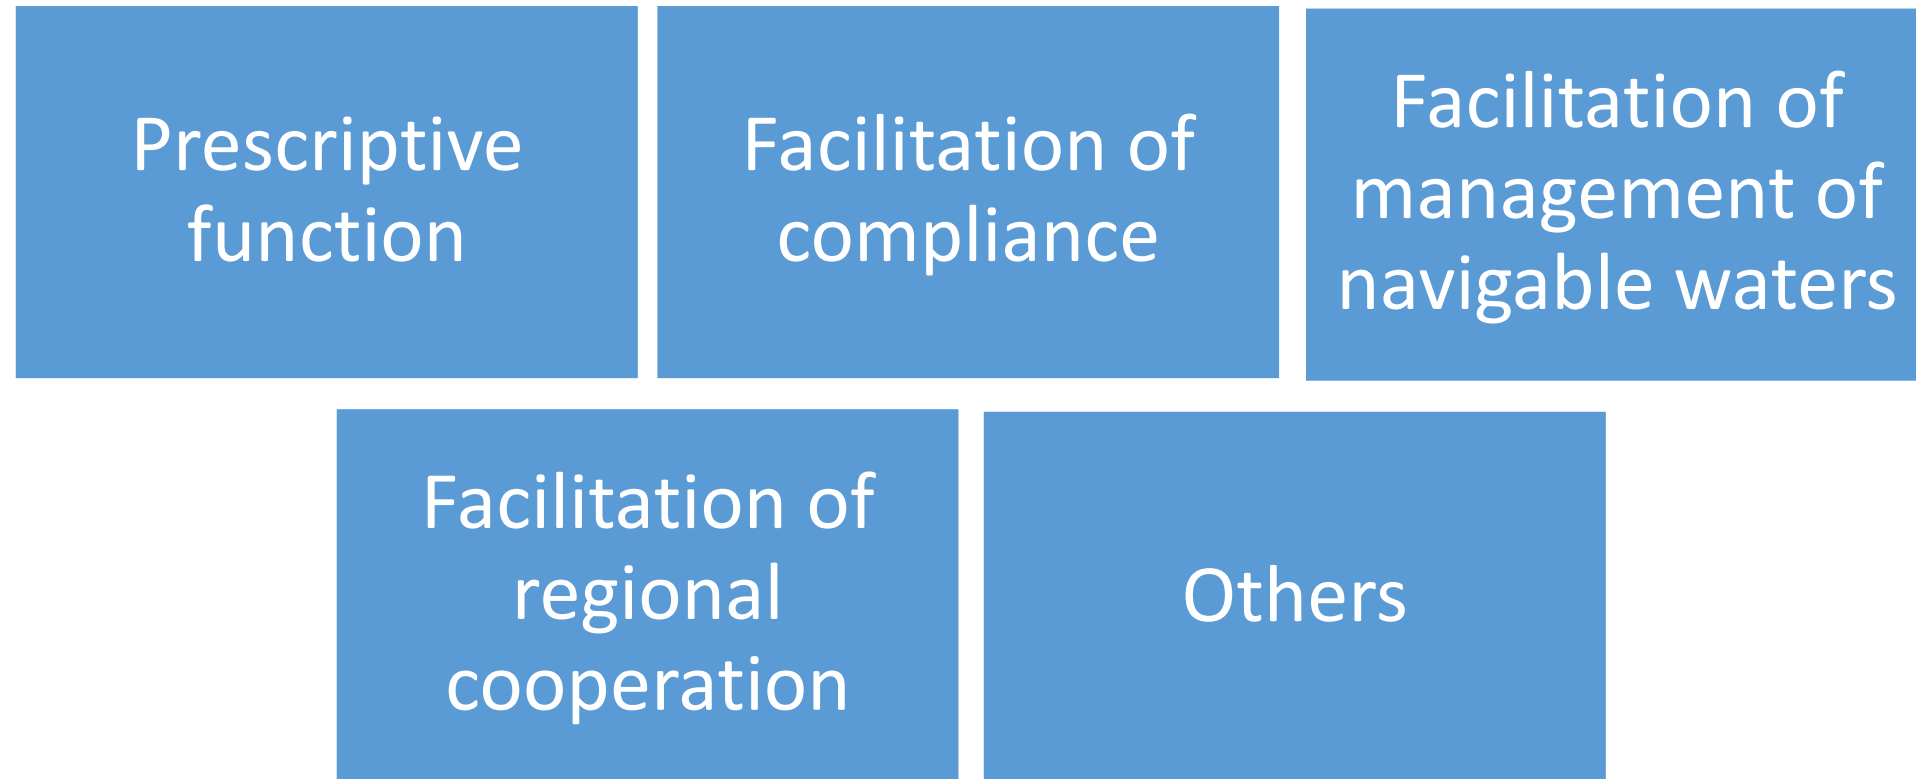 Prescriptive
function
Facilitation of
compliance
Facilitation of
management of
navigable waters
Facilitation of
regional
cooperation
Others